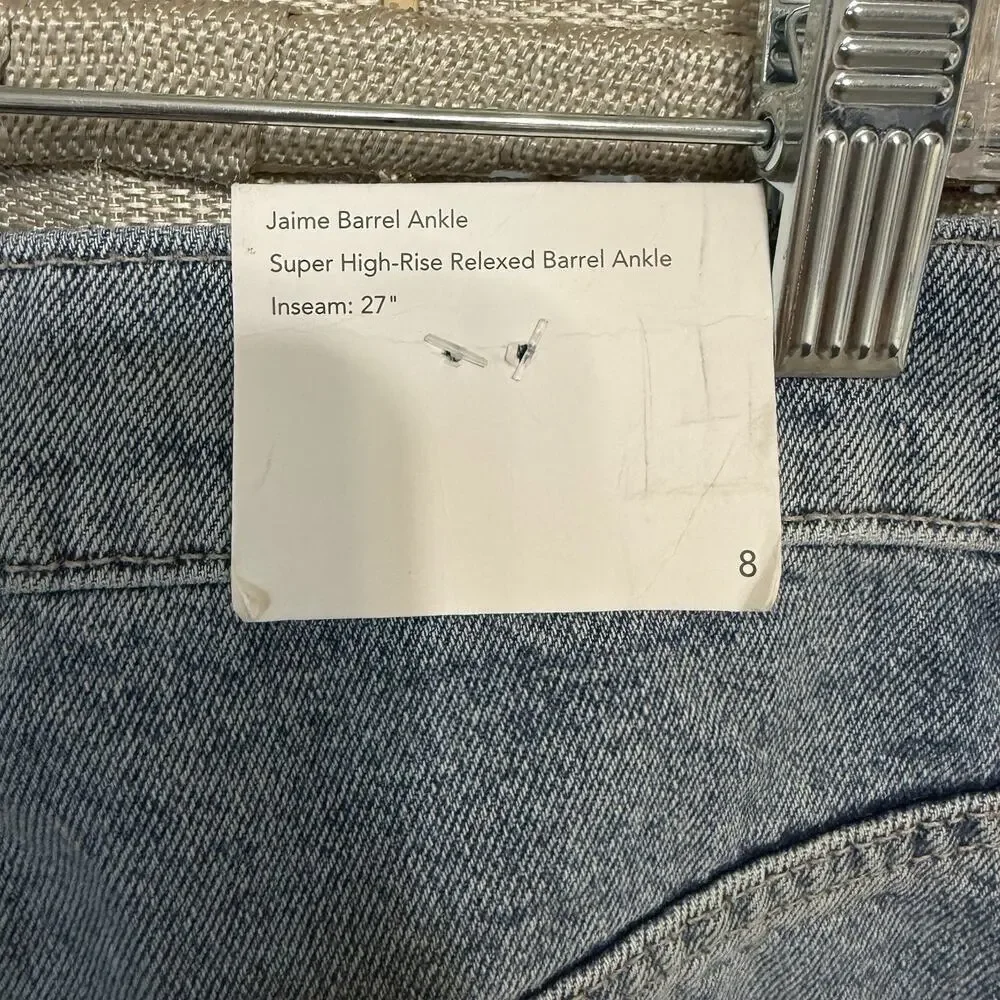 Jaime Barrel Ankle
Super High-Rise Relexed Barrel Ankle
Inseam: 27"
8